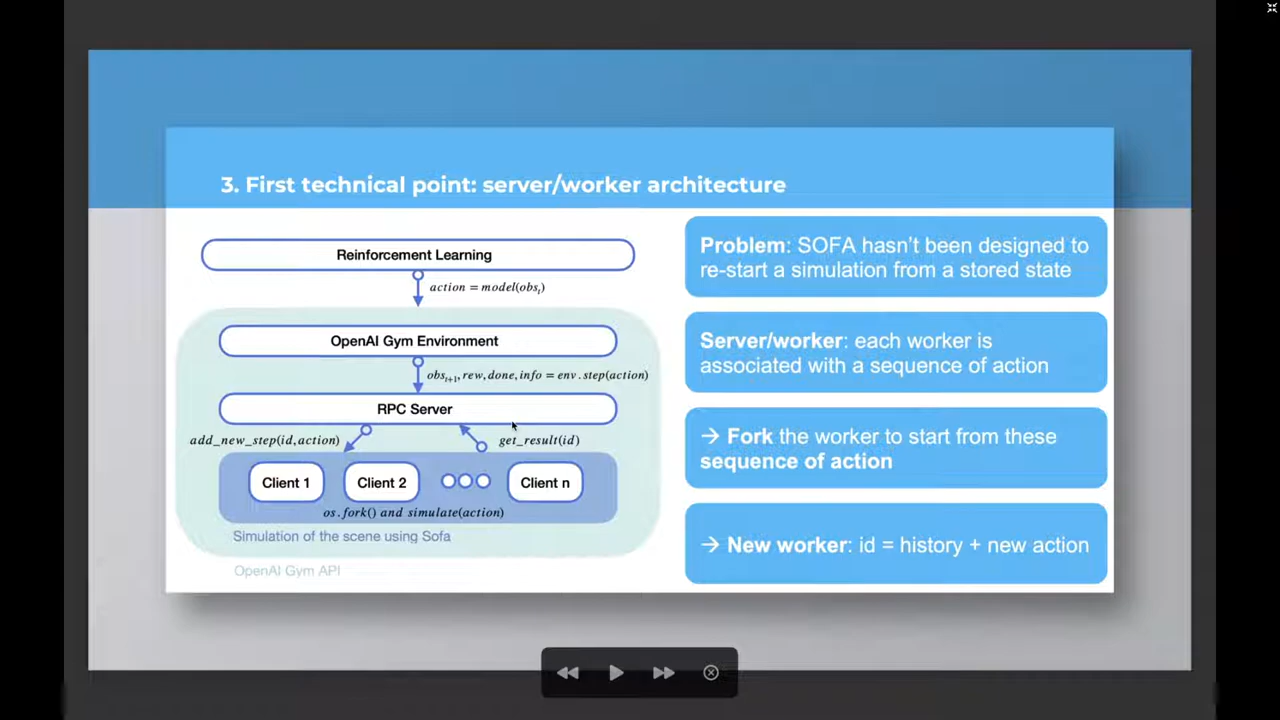 3. First technical point: server/worker architecture
Reinforcement Learning
action = model(obs_t)
OpenAI Gym Environment
obs_{t+1}, rew, done, info = env.step(action)
RPC Server
add_new_step(id,action)
get_result(id)
Client 1
Client 2
Client n
os.fork() and simulate(action)
Simulation of the scene using Sofa
OpenAI Gym API
Problem: SOFA hasn't been designed to
re-start a simulation from a stored state
Server/worker: each worker is
associated with a sequence of action
→ Fork the worker to start from these
sequence of action
→ New worker: id = history + new action